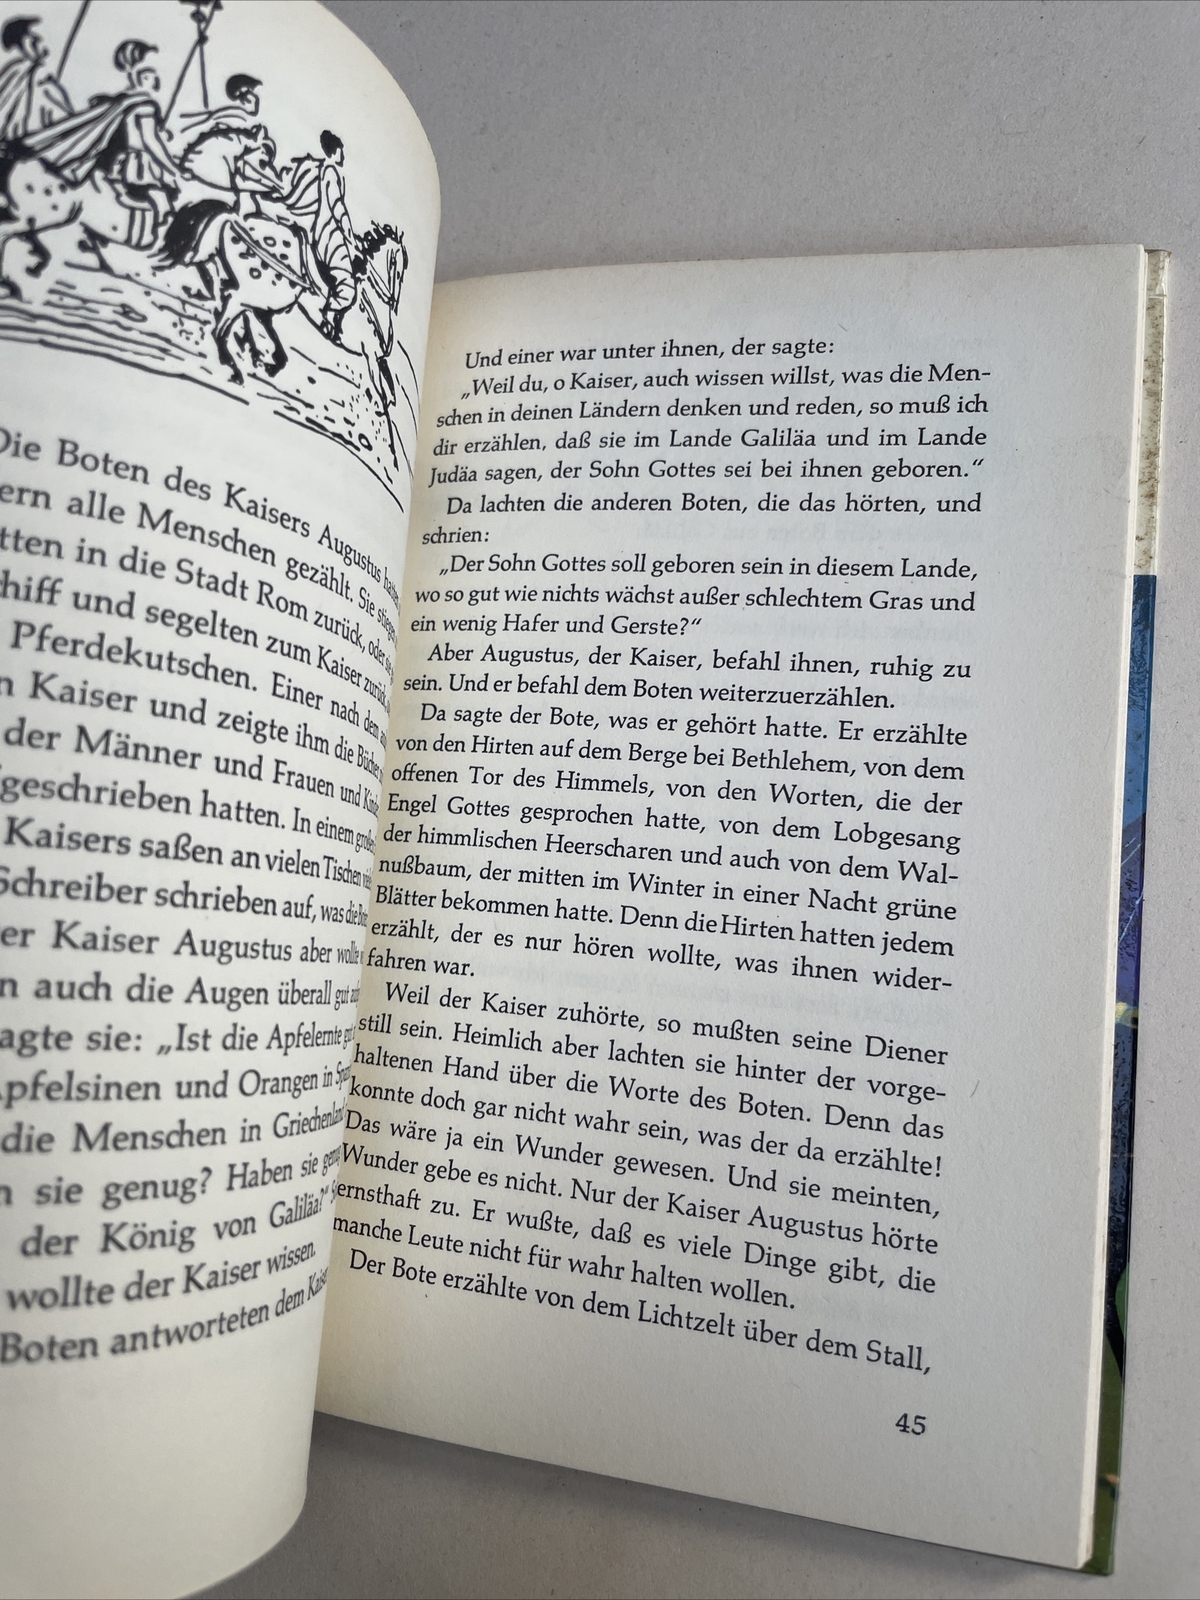 Die Boten des Kaisers Augustus hatten
ern alle Menschen gezählt. Sie stiegen
tten in die Stadt Rom zurück, oder sie
hiff und segelten zum Kaiser zurück,
Pferdekutschen. Einer nach dem
n Kaiser und zeigte ihm die Bücher
der Männer und Frauen und Kinder
geschrieben hatten. In einem
Kaisers saßen an vielen Tischen
Schreiber schrieben auf, was die
er Kaiser Augustus aber wollte
n auch die Augen überall gut
agte sie: „Ist die Apfelernte gut
Apfelsinen und Orangen in
die Menschen in Griechenland
n sie genug? Haben sie genug
der König von Galiläa?“
wollte der Kaiser wissen.
Boten antworteten dem Kaiser
Und einer war unter ihnen, der sagte:
„Weil du, o Kaiser, auch wissen willst, was die Men-
schen in deinen Ländern denken und reden, so muß ich
dir erzählen, daß sie im Lande Galiläa und im Lande
Judäa sagen, der Sohn Gottes sei bei ihnen geboren.“
Da lachten die anderen Boten, die das hörten, und
schrien:
„Der Sohn Gottes soll geboren sein in diesem Lande,
wo so gut wie nichts wächst außer schlechtem Gras und
ein wenig Hafer und Gerste?“
Aber Augustus, der Kaiser, befahl ihnen, ruhig zu
sein. Und er befahl dem Boten weiterzuerzählen.
Da sagte der Bote, was er gehört hatte. Er erzählte
von den Hirten auf dem Berge bei Bethlehem, von dem
offenen Tor des Himmels, von den Worten, die der
Engel Gottes gesprochen hatte, von dem Lobgesang
der himmlischen Heerscharen und auch von dem Wal-
nußbaum, der mitten im Winter in einer Nacht grüne
Blätter bekommen hatte. Denn die Hirten hatten jedem
erzählt, der es nur hören wollte, was ihnen wider-
fahren war.
Weil der Kaiser zuhörte, so mußten seine Diener
still sein. Heimlich aber lachten sie hinter der vorge-
haltenen Hand über die Worte des Boten. Denn das
konnte doch gar nicht wahr sein, was der da erzählte!
Das wäre ja ein Wunder gewesen. Und sie meinten,
Wunder gebe es nicht. Nur der Kaiser Augustus hörte
ernsthaft zu. Er wußte, daß es viele Dinge gibt, die
manche Leute nicht für wahr halten wollen.
Der Bote erzählte von dem Lichtzelt über dem Stall,
45